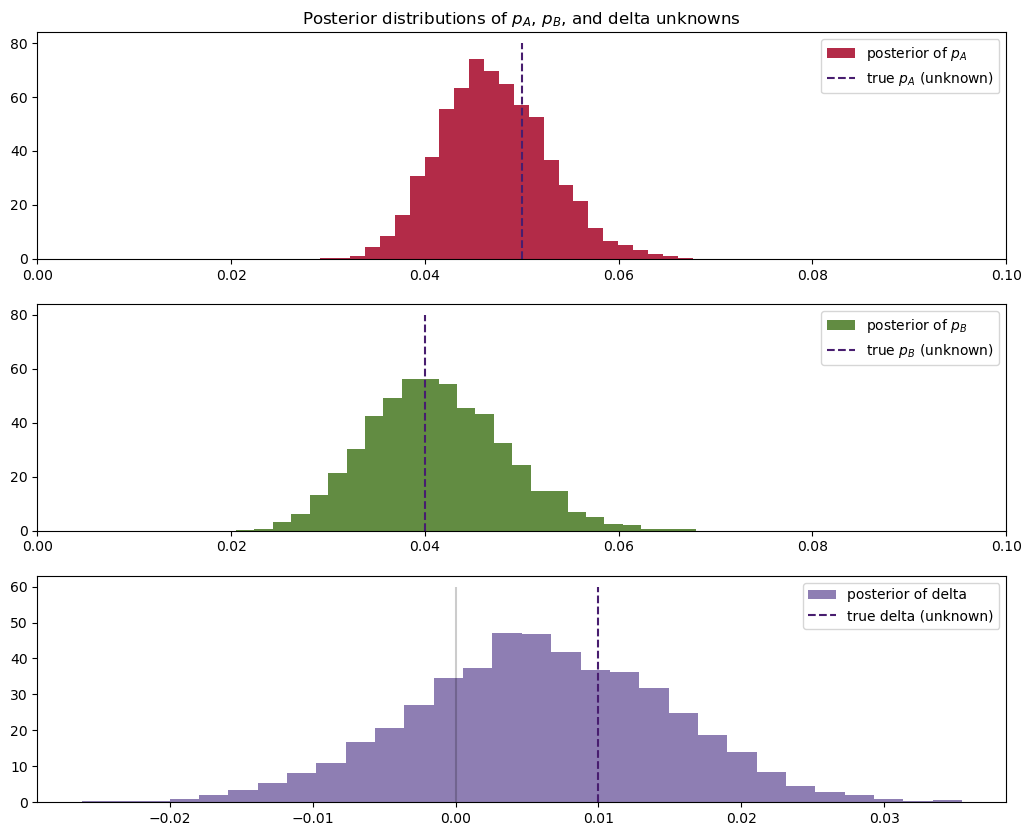 Posterior distributions of p_A, p_B, and delta unknowns
80
60
40
20
0
posterior of p_A
true p_A (unknown)
0.00 0.02 0.04 0.06 0.08 0.10
80
60
40
20
0
posterior of p_B
true p_B (unknown)
0.00 0.02 0.04 0.06 0.08 0.10
60
50
40
30
20
10
0
posterior of delta
true delta (unknown)
−0.02 −0.01 0.00 0.01 0.02 0.03